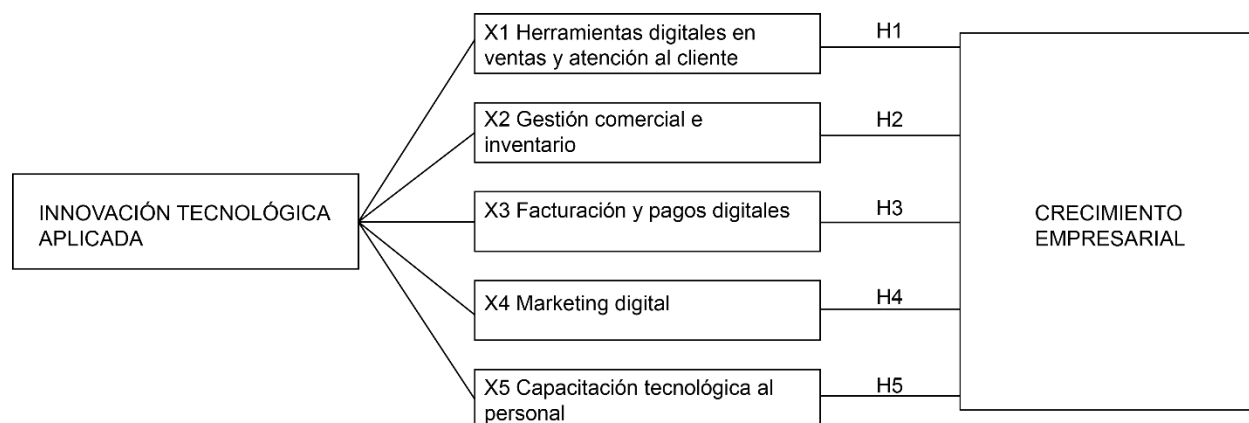 X1 Herramientas digitales en
ventas y atención al cliente
H1
X2 Gestión comercial e
inventario
H2
INNOVACIÓN TECNOLÓGICA
APLICADA
X3 Facturación y pagos digitales
H3
CRECIMIENTO
EMPRESARIAL
X4 Marketing digital
H4
X5 Capacitación tecnológica al
personal
H5